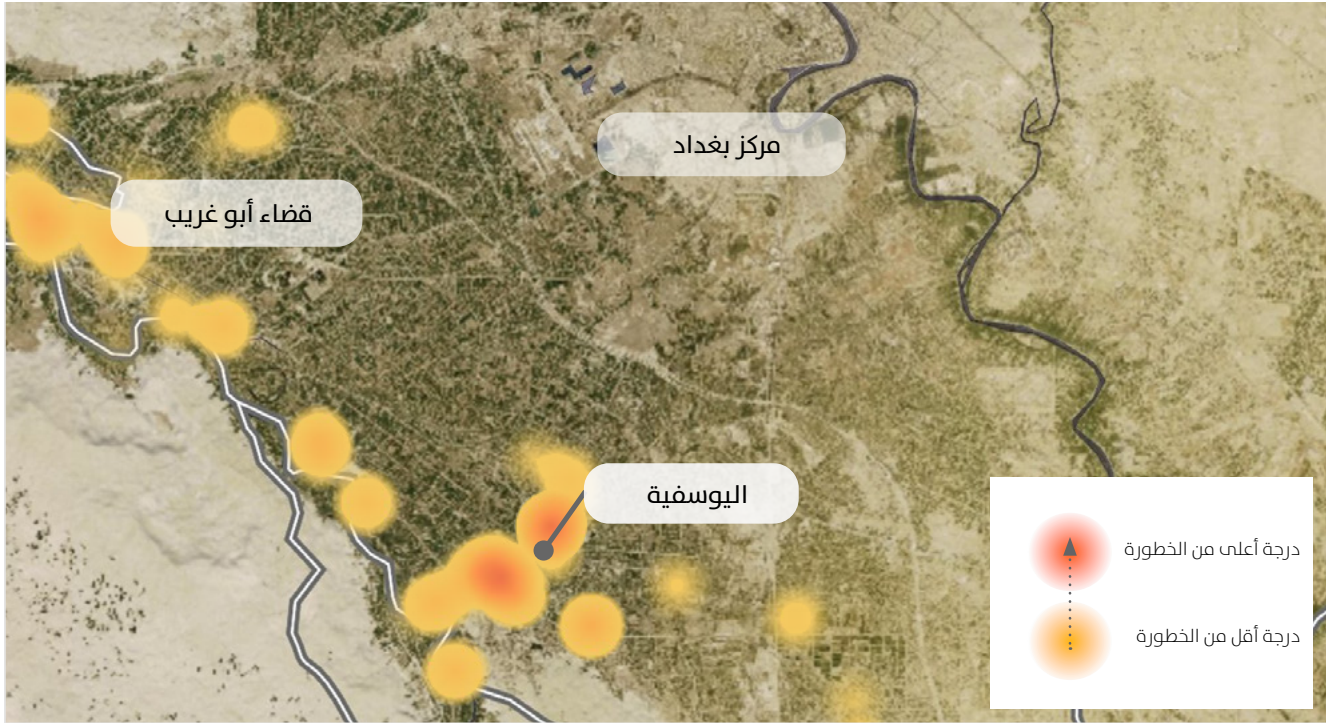 مركز بغداد
قضاء أبو غريب
اليوسفية
درجة أعلى من الخطورة
درجة أقل من الخطورة